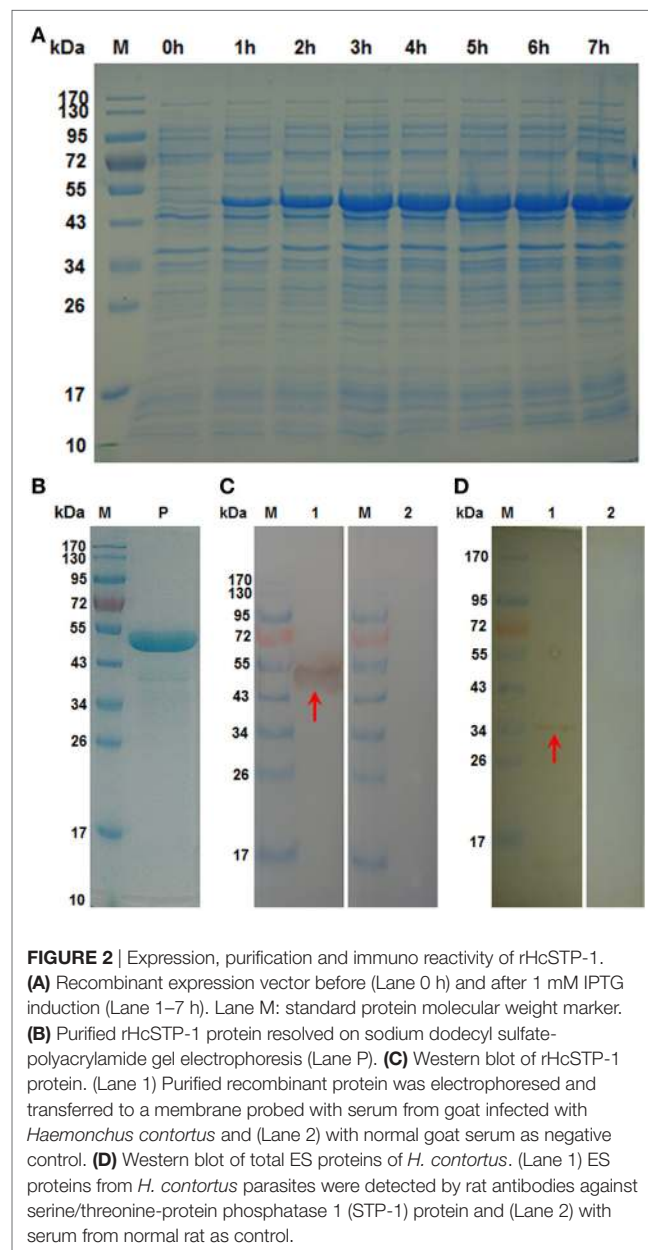 A
kDa M 0h 1h 2h 3h 4h 5h 6h 7h
170
130
95
72
55
43
34
26
17
10
B
kDa M P
170
130
95
72
55
43
34
26
17
10
C
kDa M 1 M 2
170
130
95
72
55
43
34
26
17
D
kDa M 1 2
170
95
72
55
43
34
26
17
FIGURE 2 | Expression, purification and immuno reactivity of rHcSTP-1.
(A) Recombinant expression vector before (Lane 0 h) and after 1 mM IPTG
induction (Lane 1–7 h). Lane M: standard protein molecular weight marker.
(B) Purified rHcSTP-1 protein resolved on sodium dodecyl sulfate-
polyacrylamide gel electrophoresis (Lane P). (C) Western blot of rHcSTP-1
protein. (Lane 1) Purified recombinant protein was electrophoresed and
transferred to a membrane probed with serum from goat infected with
Haemonchus contortus and (Lane 2) with normal goat serum as negative
control. (D) Western blot of total ES proteins of H. contortus. (Lane 1) ES
proteins from H. contortus parasites were detected by rat antibodies against
serine/threonine-protein phosphatase 1 (STP-1) protein and (Lane 2) with
serum from normal rat as control.